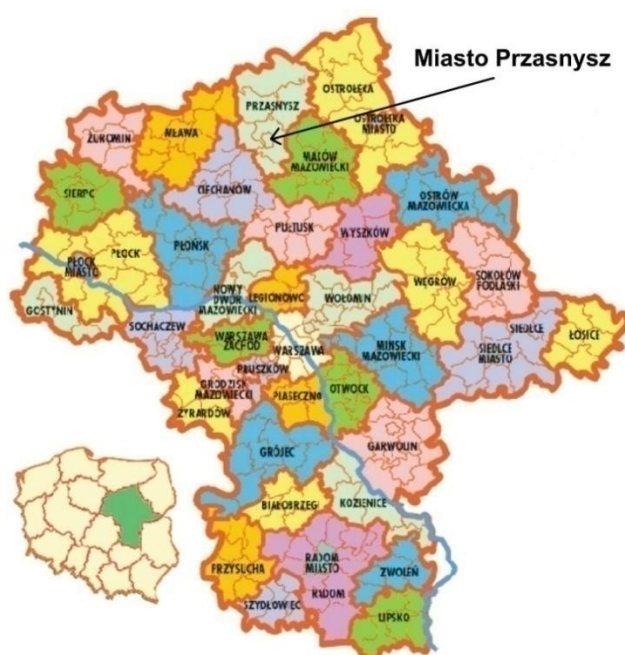 Miasto Przasnysz
OSTROŁĘKA
PRZASNYSZ
OSTROŁĘKA
MIASTO
ŻUROMIN
MŁAWA
MAKÓW
MAZOWIECKI
CIECHANÓW
SIERPC
OSTRÓW
MAZOWIECKA
PUŁTUSK
WYSZKÓW
PŁOŃSK
PŁOCK
PŁOCK
MIASTO
WĘGRÓW
SOKOŁÓW
PODLASKI
NOWY
DWÓR
MAZOWIECKI
LEGIONOWO
WOŁOMIN
GOSTYNIN
SOCHACZEW
WARSZAWA
ZACHÓD
WARSZAWA
MIŃSK
MAZOWIECKI
SIEDLCE
SIEDLCE
MIASTO
ŁOSICE
PRUSZKÓW
GRODZISK
MAZOWIECKI
ŻYRARDÓW
PIASECZNO
OTWOCK
GARWOLIN
GRÓJEC
BIAŁOBRZEGI
KOZIENICE
PRZYSUCHA
RADOM
MIASTO
ZWOLEŃ
RADOM
SZYDŁOWIEC
LIPSKO